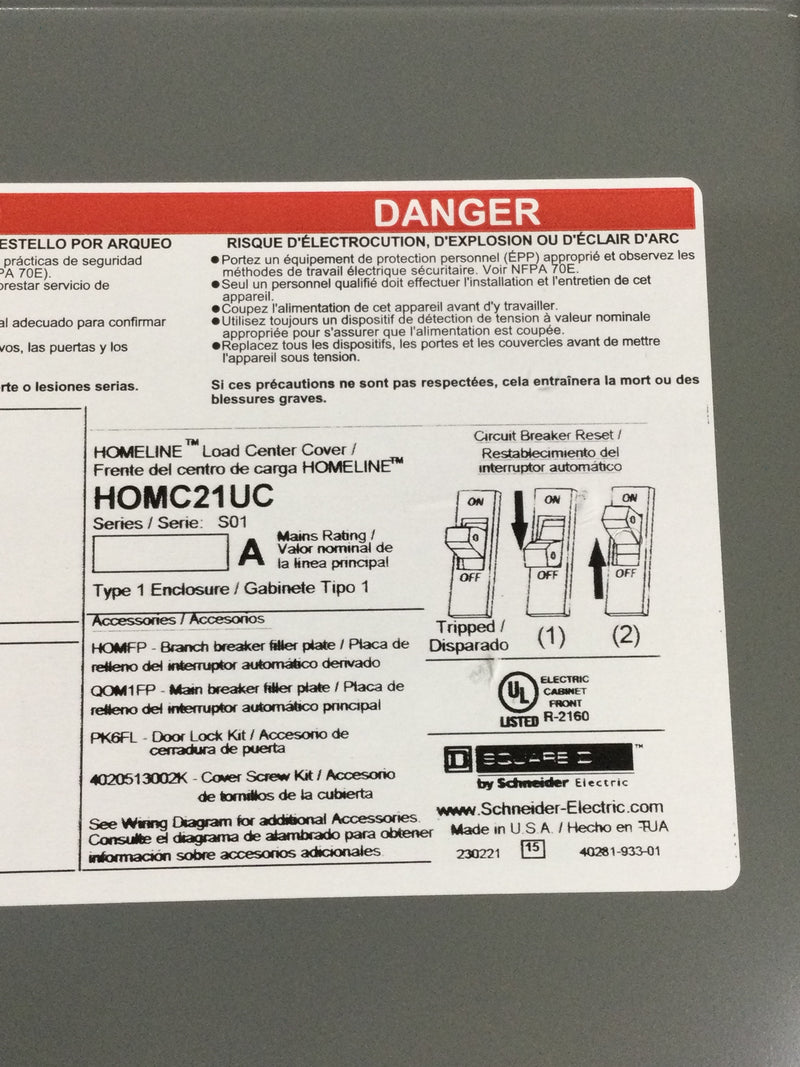 DANGER
ESTELLO POR ARQUEO
prácticas de seguridad
PA 70E).
prestar servicio de
al adecuado para confirmar
vos, las puertas y los
rte o lesiones serias.
RISQUE D'ÉLECTROCUTION, D'EXPLOSION OU D'ÉCLAIR D'ARC
● Portez un équipement de protection personnel (ÉPP) approprié et observez les
méthodes de travail électrique sécuritaire. Voir NFPA 70E.
● Seul un personnel qualifié doit effectuer l'installation et l'entretien de cet
appareil.
● Coupez l'alimentation de cet appareil avant d'y travailler.
● Utilisez toujours un dispositif de détection de tension à valeur nominale
appropriée pour s'assurer que l'alimentation est coupée.
● Replacez tous les dispositifs, les portes et les couvercles avant de mettre
l'appareil sous tension.
Si ces précautions ne sont pas respectées, cela entraînera la mort ou des
blessures graves.
HOMELINE™ Load Center Cover /
Frente del centro de carga HOMELINE™
HOMC21UC
Series / Serie: S01
A
Mains Rating /
Valor nominal de
la línea principal
Type 1 Enclosure / Gabinete Tipo 1
Accessories / Accesorios
HOMFP - Branch breaker filler plate / Placa de
relleno del interruptor automático derivado
QOM1FP - Main breaker filler plate / Placa de
relleno del interruptor automático principal
PK6FL - Door Lock Kit / Accesorio de
cerradura de puerta
4020513002K - Cover Screw Kit / Accesorio
de tornillos de la cubierta
See Wiring Diagram for additional Accessories.
Consulte el diagrama de alambrado para obtener
información sobre accesorios adicionales.
Circuit Breaker Reset /
Restablecimiento del
interruptor automático
ON ON ON
OFF OFF OFF
Tripped /
Disparado
(1) (2)
UL
LISTED
ELECTRIC
CABINET
FRONT
R-2160
D SQUARE D™
by Schneider Electric
www.Schneider-Electric.com
Made in U.S.A. / Hecho en EUA
230221 15 40281-933-01